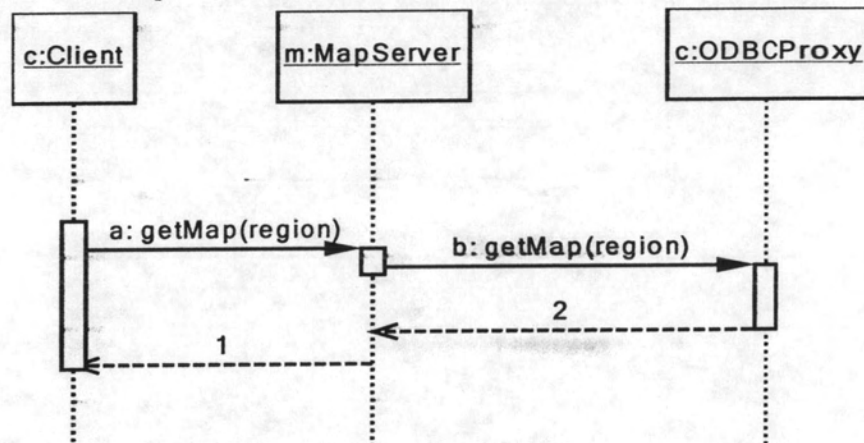 c:Client
m:MapServer
c:ODBCProxy
a: getMap(region)
b: getMap(region)
2
1